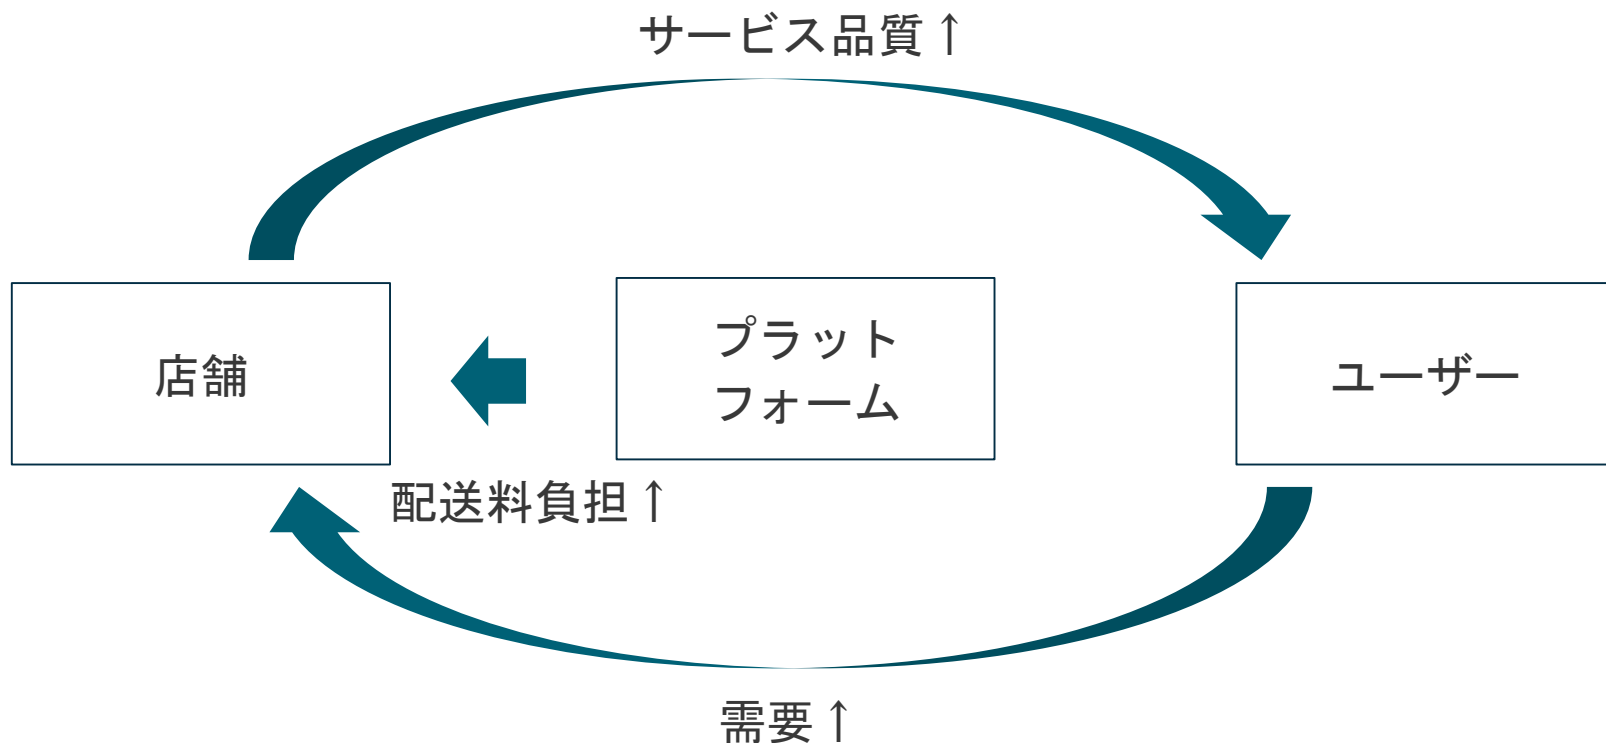 サービス品質↑
店舗
プラット
フォーム
ユーザー
配送料負担↑
需要↑